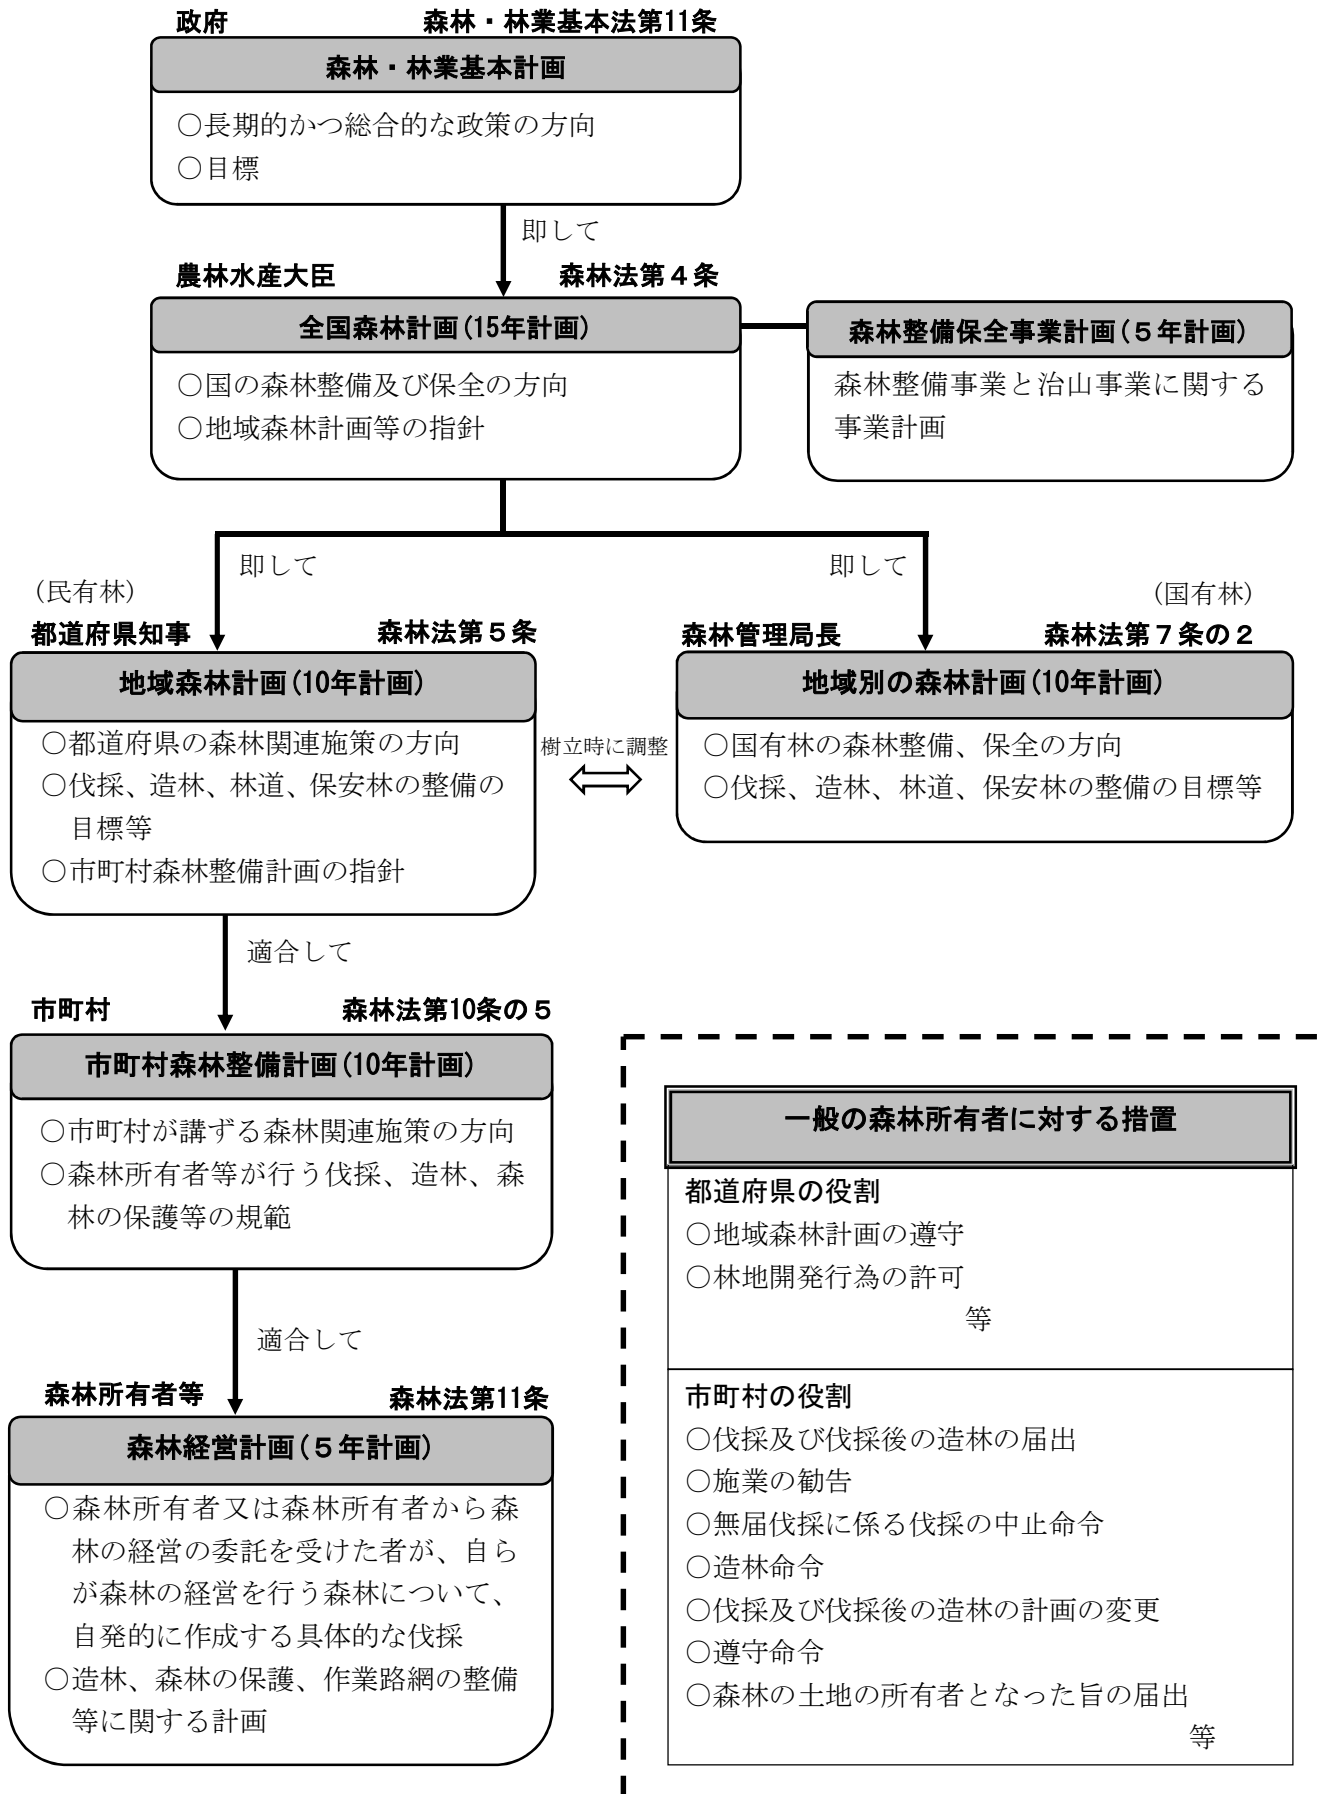 政府 森林・林業基本法第11条
森林・林業基本計画
○長期的かつ総合的な政策の方向
○目標
即して
農林水産大臣 森林法第４条
全国森林計画(15年計画)
○国の森林整備及び保全の方向
○地域森林計画等の指針
森林整備保全事業計画(５年計画)
森林整備事業と治山事業に関する
事業計画
即して
即して
(民有林)
都道府県知事 森林法第５条
地域森林計画(10年計画)
○都道府県の森林関連施策の方向
○伐採、造林、林道、保安林の整備の
目標等
○市町村森林整備計画の指針
樹立時に調整
(国有林)
森林管理局長 森林法第７条の２
地域別の森林計画(10年計画)
○国有林の森林整備、保全の方向
○伐採、造林、林道、保安林の整備の目標等
適合して
市町村 森林法第10条の５
市町村森林整備計画(10年計画)
○市町村が講ずる森林関連施策の方向
○森林所有者等が行う伐採、造林、森
林の保護等の規範
適合して
森林所有者等 森林法第11条
森林経営計画(５年計画)
○森林所有者又は森林所有者から森
林の経営の委託を受けた者が、自ら
が森林の経営を行う森林について、
自発的に作成する具体的な伐採
○造林、森林の保護、作業路網の整備
等に関する計画
一般の森林所有者に対する措置
都道府県の役割
○地域森林計画の遵守
○林地開発行為の許可
等
市町村の役割
○伐採及び伐採後の造林の届出
○施業の勧告
○無届伐採に係る伐採の中止命令
○造林命令
○伐採及び伐採後の造林の計画の変更
○遵守命令
○森林の土地の所有者となった旨の届出
等